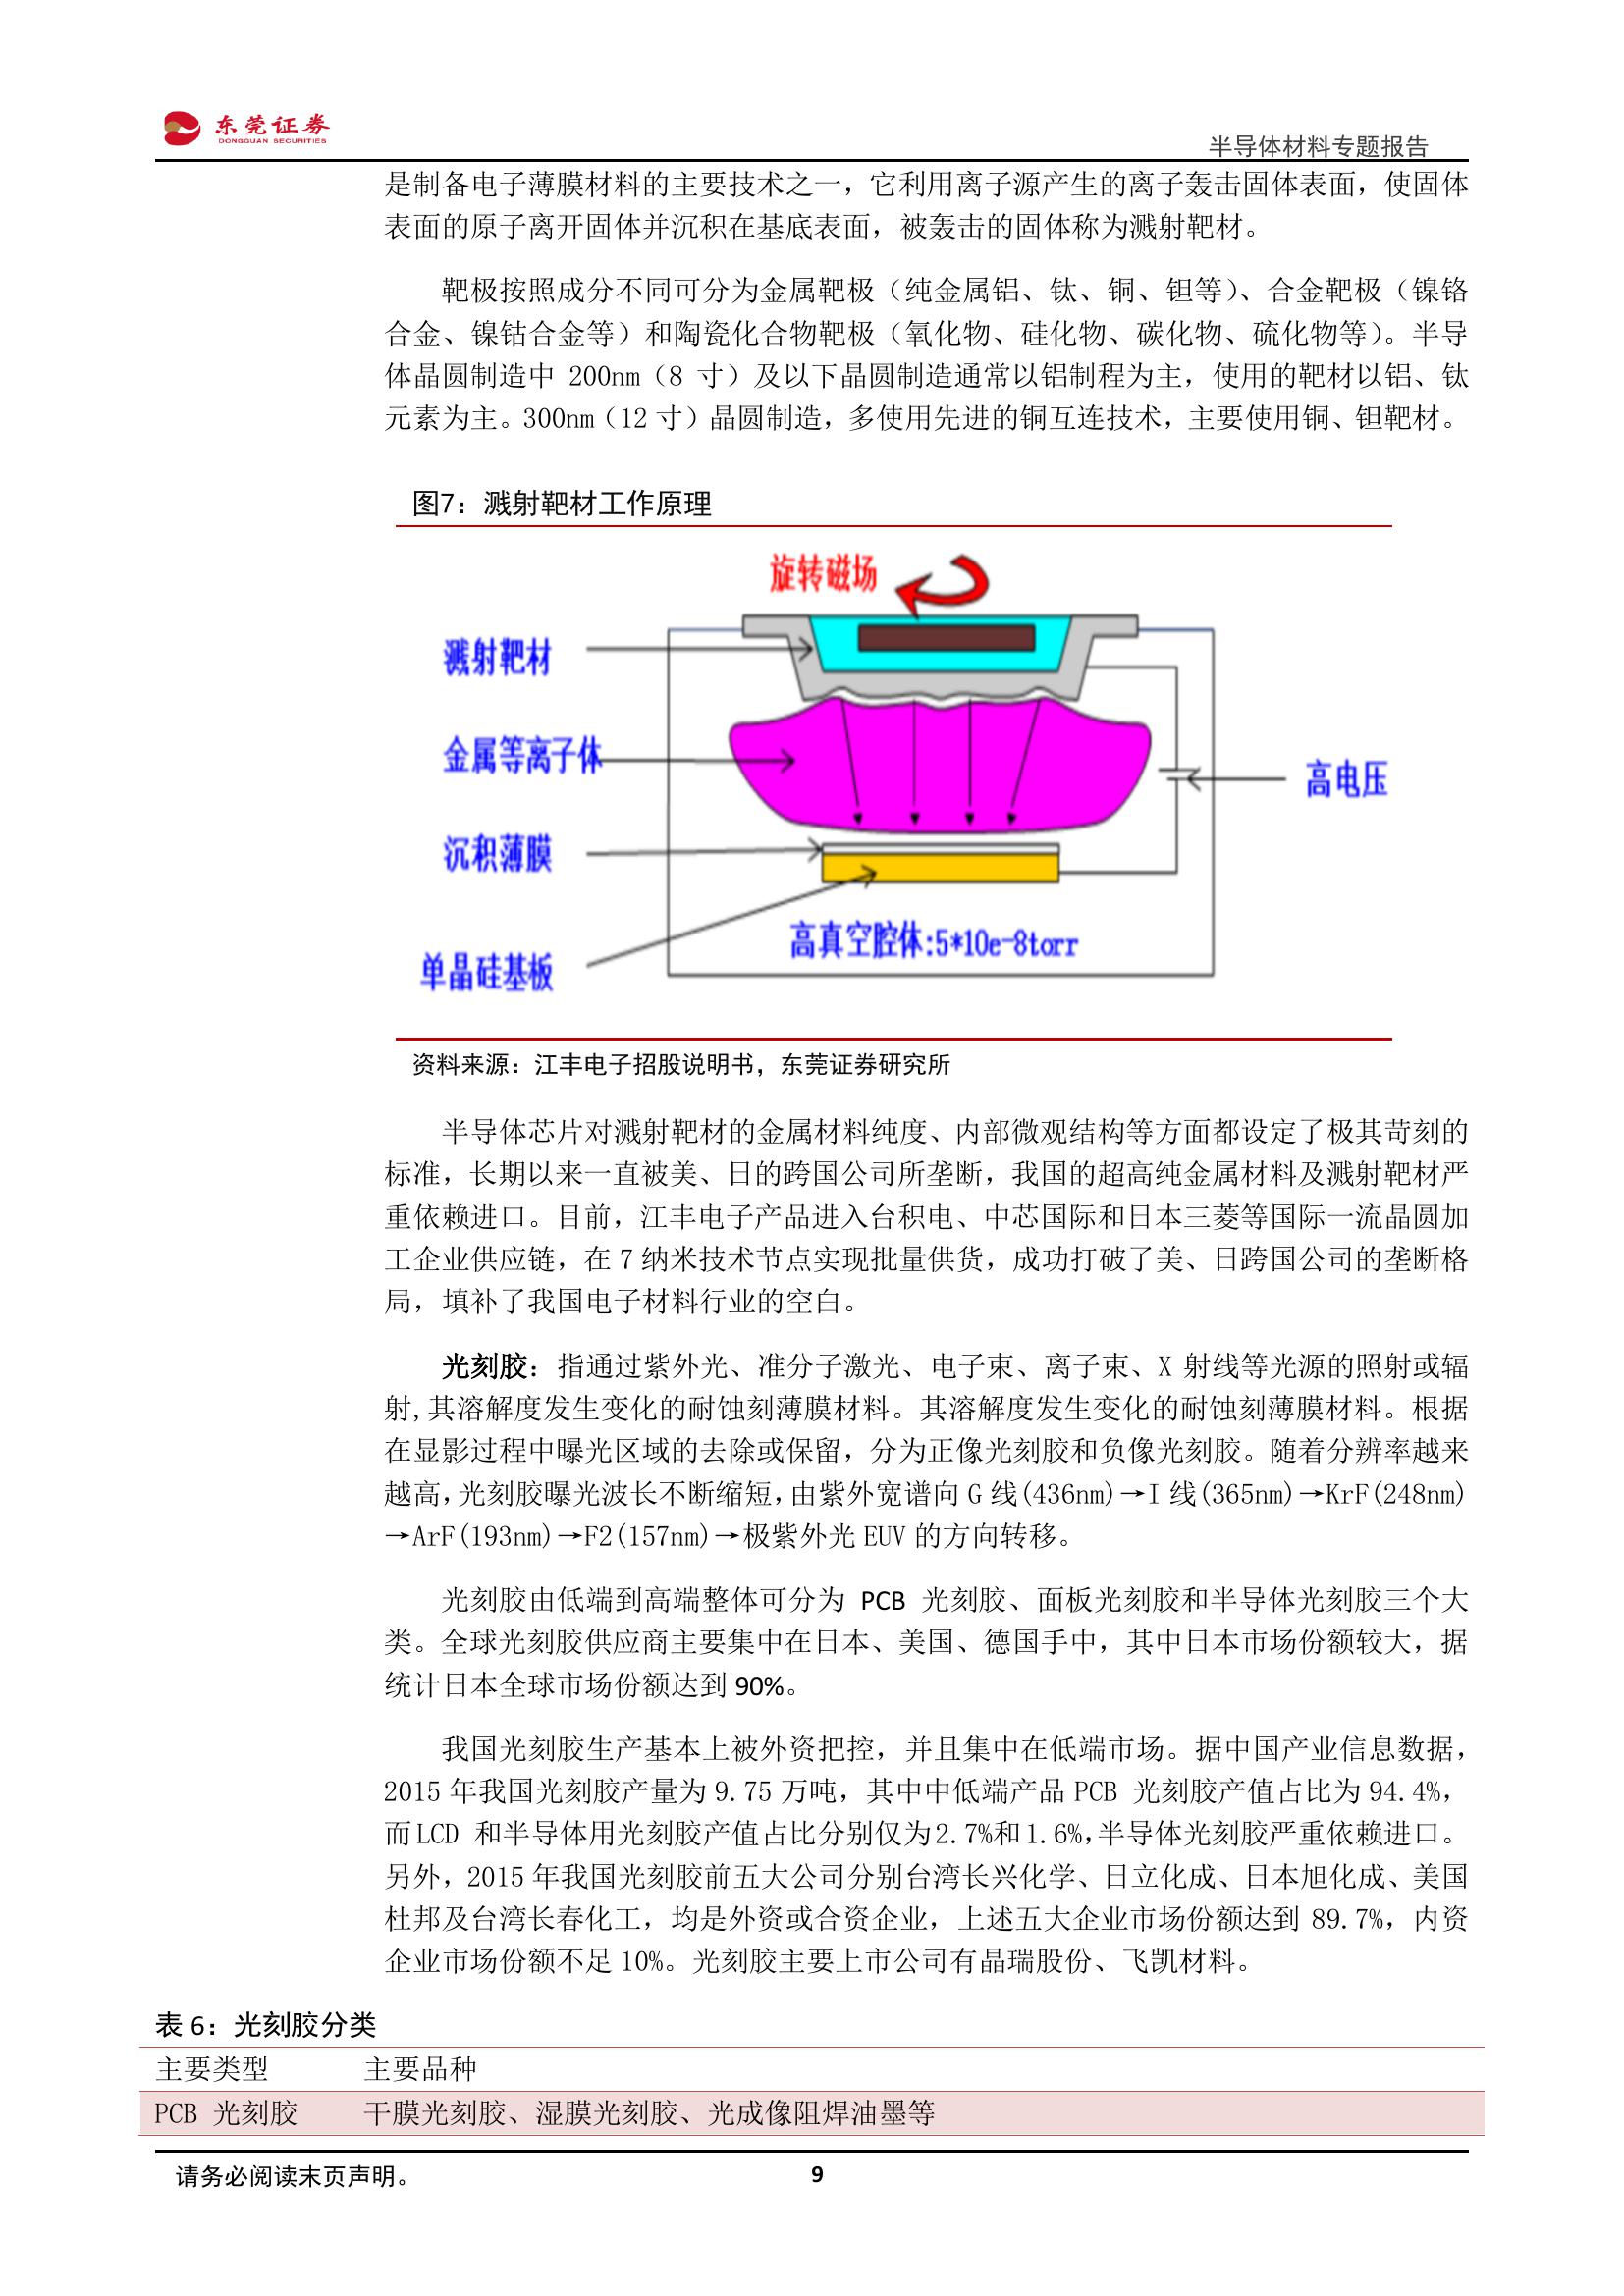 东莞证券
DONGGUAN SECURITIES
半导体材料专题报告
是制备电子薄膜材料的主要技术之一，它利用离子源产生的离子轰击固体表面，使固体
表面的原子离开固体并沉积在基底表面，被轰击的固体称为溅射靶材。
靶极按照成分不同可分为金属靶极（纯金属铝、钛、铜、钽等）、合金靶极（镍铬
合金、镍钴合金等）和陶瓷化合物靶极（氧化物、硅化物、碳化物、硫化物等）。半导
体晶圆制造中 200nm（8 寸）及以下晶圆制造通常以铝制程为主，使用的靶材以铝、钛
元素为主。300nm（12 寸）晶圆制造，多使用先进的铜互连技术，主要使用铜、钽靶材。
图7：溅射靶材工作原理
旋转磁场
溅射靶材
金属等离子体
高电压
沉积薄膜
高真空腔体:5*10e-8torr
单晶硅基板
资料来源：江丰电子招股说明书，东莞证券研究所
半导体芯片对溅射靶材的金属材料纯度、内部微观结构等方面都设定了极其苛刻的
标准，长期以来一直被美、日的跨国公司所垄断，我国的超高纯金属材料及溅射靶材严
重依赖进口。目前，江丰电子产品进入台积电、中芯国际和日本三菱等国际一流晶圆加
工企业供应链，在 7 纳米技术节点实现批量供货，成功打破了美、日跨国公司的垄断格
局，填补了我国电子材料行业的空白。
光刻胶：指通过紫外光、准分子激光、电子束、离子束、X 射线等光源的照射或辐
射,其溶解度发生变化的耐蚀刻薄膜材料。其溶解度发生变化的耐蚀刻薄膜材料。根据
在显影过程中曝光区域的去除或保留，分为正像光刻胶和负像光刻胶。随着分辨率越来
越高,光刻胶曝光波长不断缩短,由紫外宽谱向 G 线(436nm)→I 线(365nm)→KrF(248nm)
→ArF(193nm)→F2(157nm)→极紫外光 EUV 的方向转移。
光刻胶由低端到高端整体可分为 PCB 光刻胶、面板光刻胶和半导体光刻胶三个大
类。全球光刻胶供应商主要集中在日本、美国、德国手中，其中日本市场份额较大，据
统计日本全球市场份额达到 90%。
我国光刻胶生产基本上被外资把控，并且集中在低端市场。据中国产业信息数据，
2015 年我国光刻胶产量为 9.75 万吨，其中中低端产品 PCB 光刻胶产值占比为 94.4%，
而 LCD 和半导体用光刻胶产值占比分别仅为 2.7%和 1.6%,半导体光刻胶严重依赖进口。
另外，2015 年我国光刻胶前五大公司分别台湾长兴化学、日立化成、日本旭化成、美国
杜邦及台湾长春化工，均是外资或合资企业，上述五大企业市场份额达到 89.7%，内资
企业市场份额不足 10%。光刻胶主要上市公司有晶瑞股份、飞凯材料。
表 6：光刻胶分类
主要类型 主要品种
PCB 光刻胶 干膜光刻胶、湿膜光刻胶、光成像阻焊油墨等
请务必阅读末页声明。
9